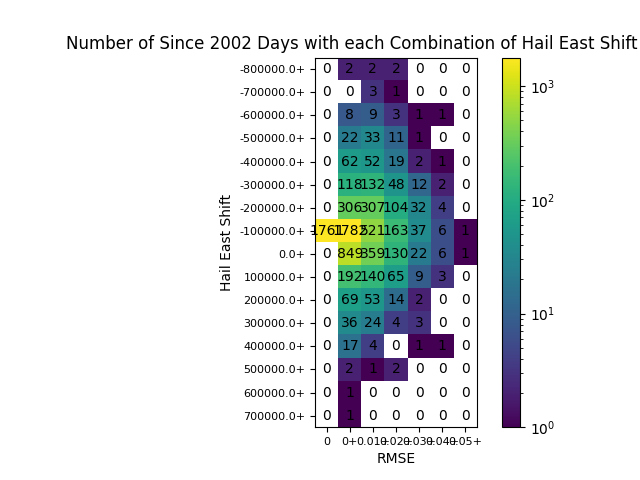 Number of Since 2002 Days with each Combination of Hail East Shift
-800000.0+ 0 2 2 2 0 0 0
-700000.0+ 0 0 3 1 0 0 0
-600000.0+ 0 8 9 3 1 1 0
-500000.0+ 0 22 33 11 1 0 0
-400000.0+ 0 62 52 19 2 1 0
-300000.0+ 0 118 132 48 12 2 0
-200000.0+ 0 306 307 104 32 4 0
-100000.0+ 1782 521 163 37 6 1
0.0+ 0 849 359 130 22 6 1
100000.0+ 0 192 140 65 9 3 0
200000.0+ 0 69 53 14 2 0 0
300000.0+ 0 36 24 4 3 0 0
400000.0+ 0 17 4 0 1 1 0
500000.0+ 0 2 1 2 0 0 0
600000.0+ 0 1 0 0 0 0 0
700000.0+ 0 1 0 0 0 0 0
0 0+
RMSE
Hail East Shift
10³
10²
10¹
10⁰